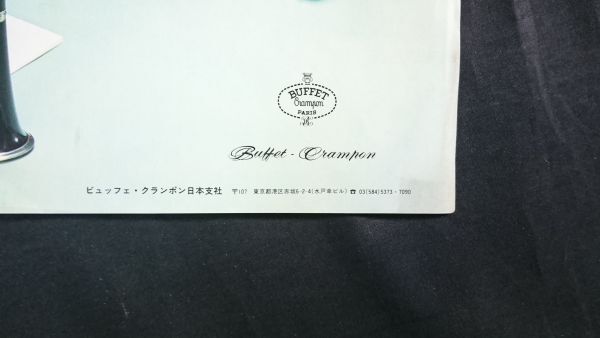 BUFFET
Crampon
PARIS
Buffet - Crampon
ビュッフェ・クランポン日本支社 〒107 東京都港区赤坂6-2-4(水戸幸ビル) ☎ 03(584)5373・7090